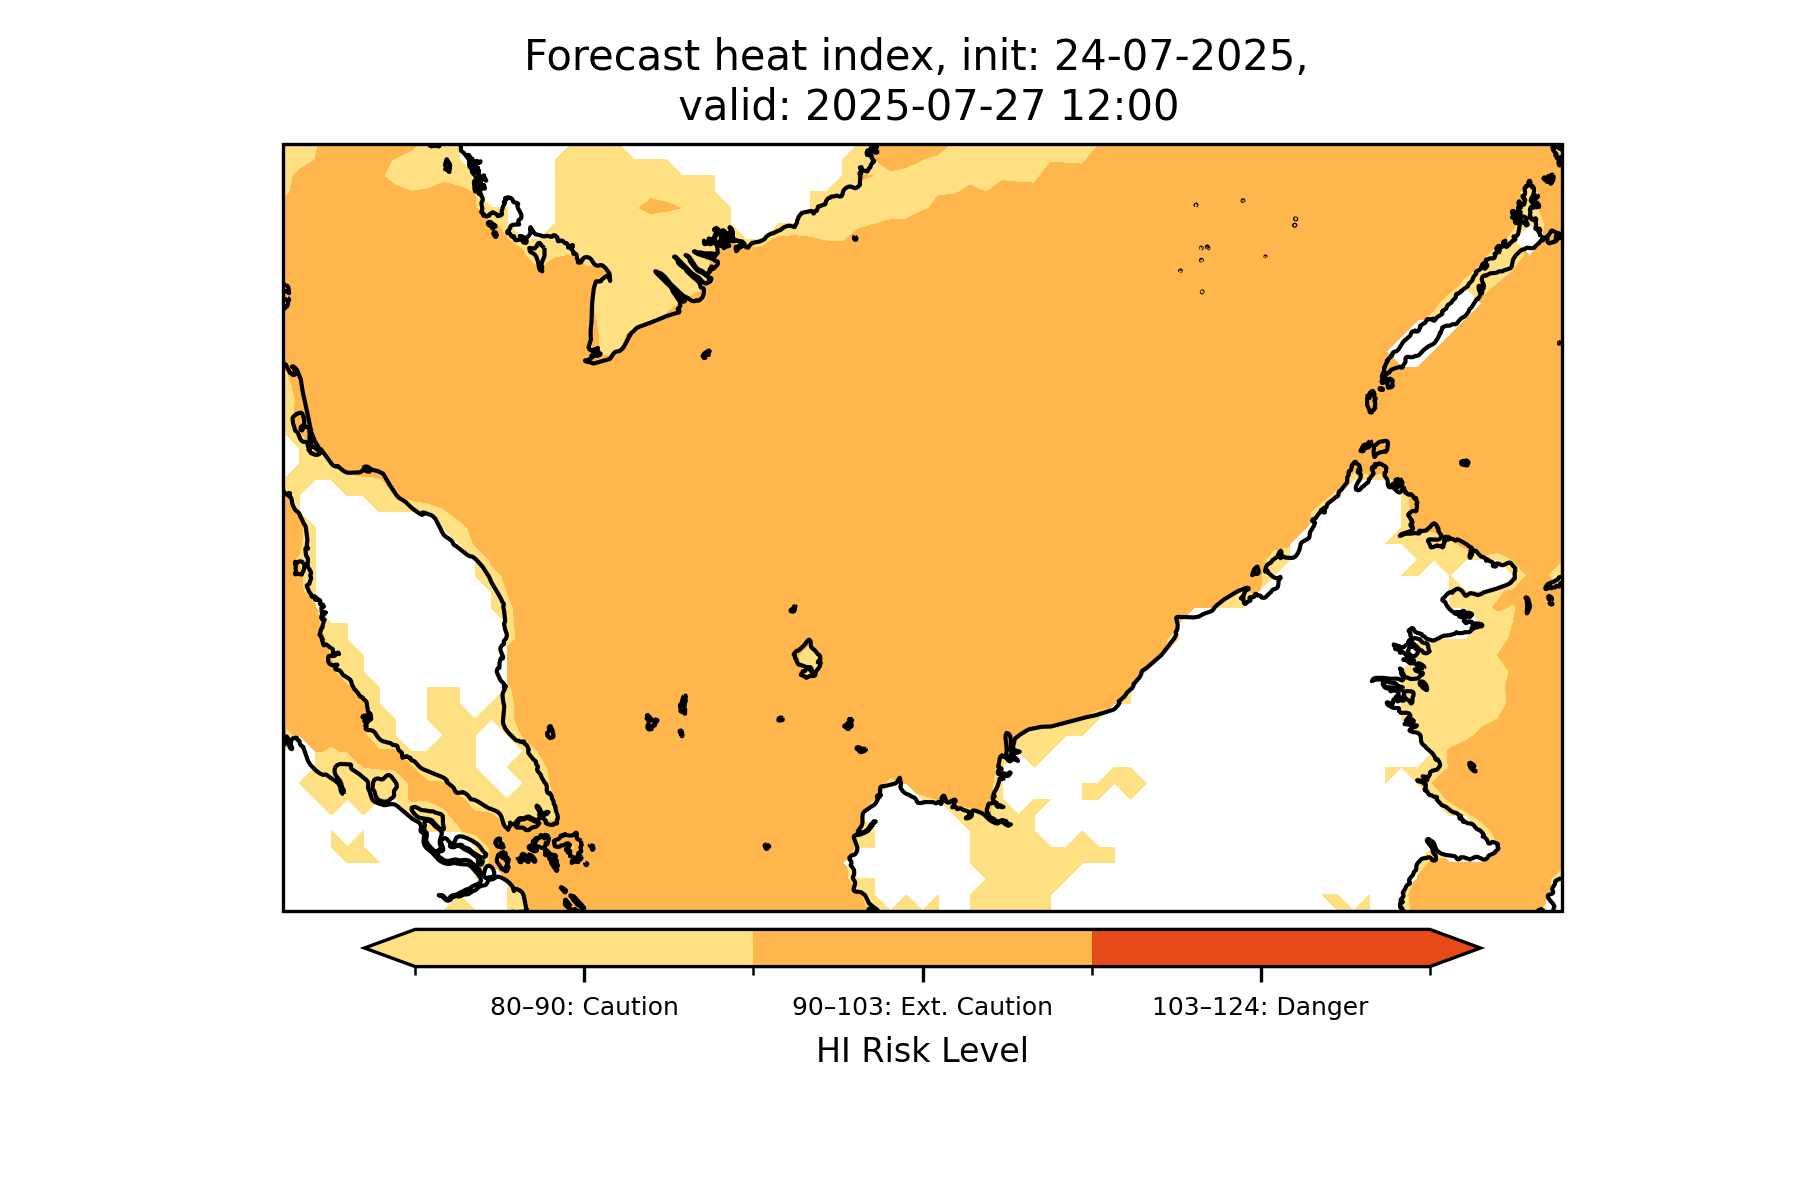 Forecast heat index, init: 24-07-2025,
valid: 2025-07-27 12:00
80–90: Caution
90–103: Ext. Caution
103–124: Danger
HI Risk Level